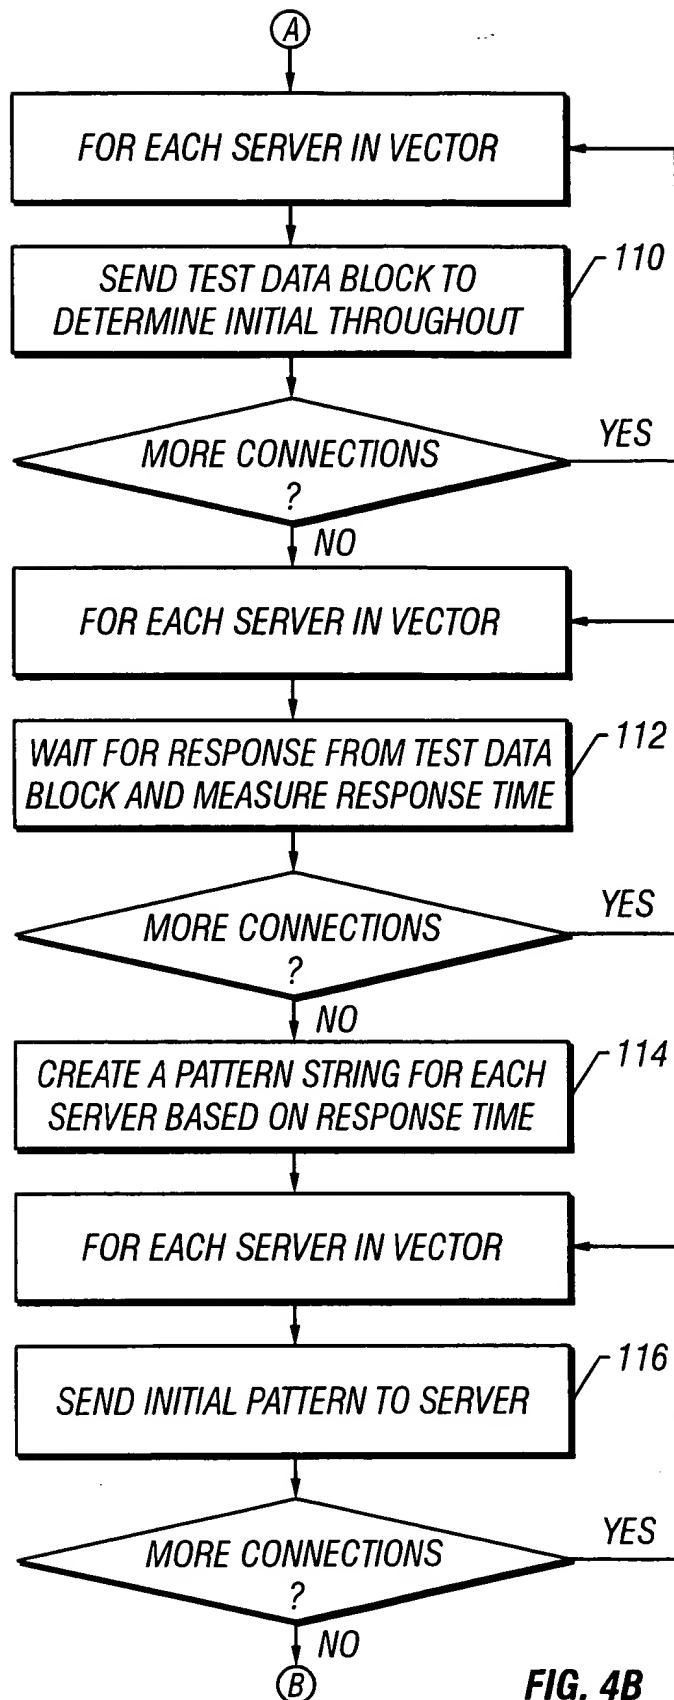 A
FOR EACH SERVER IN VECTOR
SEND TEST DATA BLOCK TO
DETERMINE INITIAL THROUGHOUT
110
MORE CONNECTIONS
?
YES
NO
FOR EACH SERVER IN VECTOR
WAIT FOR RESPONSE FROM TEST DATA
BLOCK AND MEASURE RESPONSE TIME
112
MORE CONNECTIONS
?
YES
NO
CREATE A PATTERN STRING FOR EACH
SERVER BASED ON RESPONSE TIME
114
FOR EACH SERVER IN VECTOR
SEND INITIAL PATTERN TO SERVER
116
MORE CONNECTIONS
?
YES
NO
B
FIG. 4B